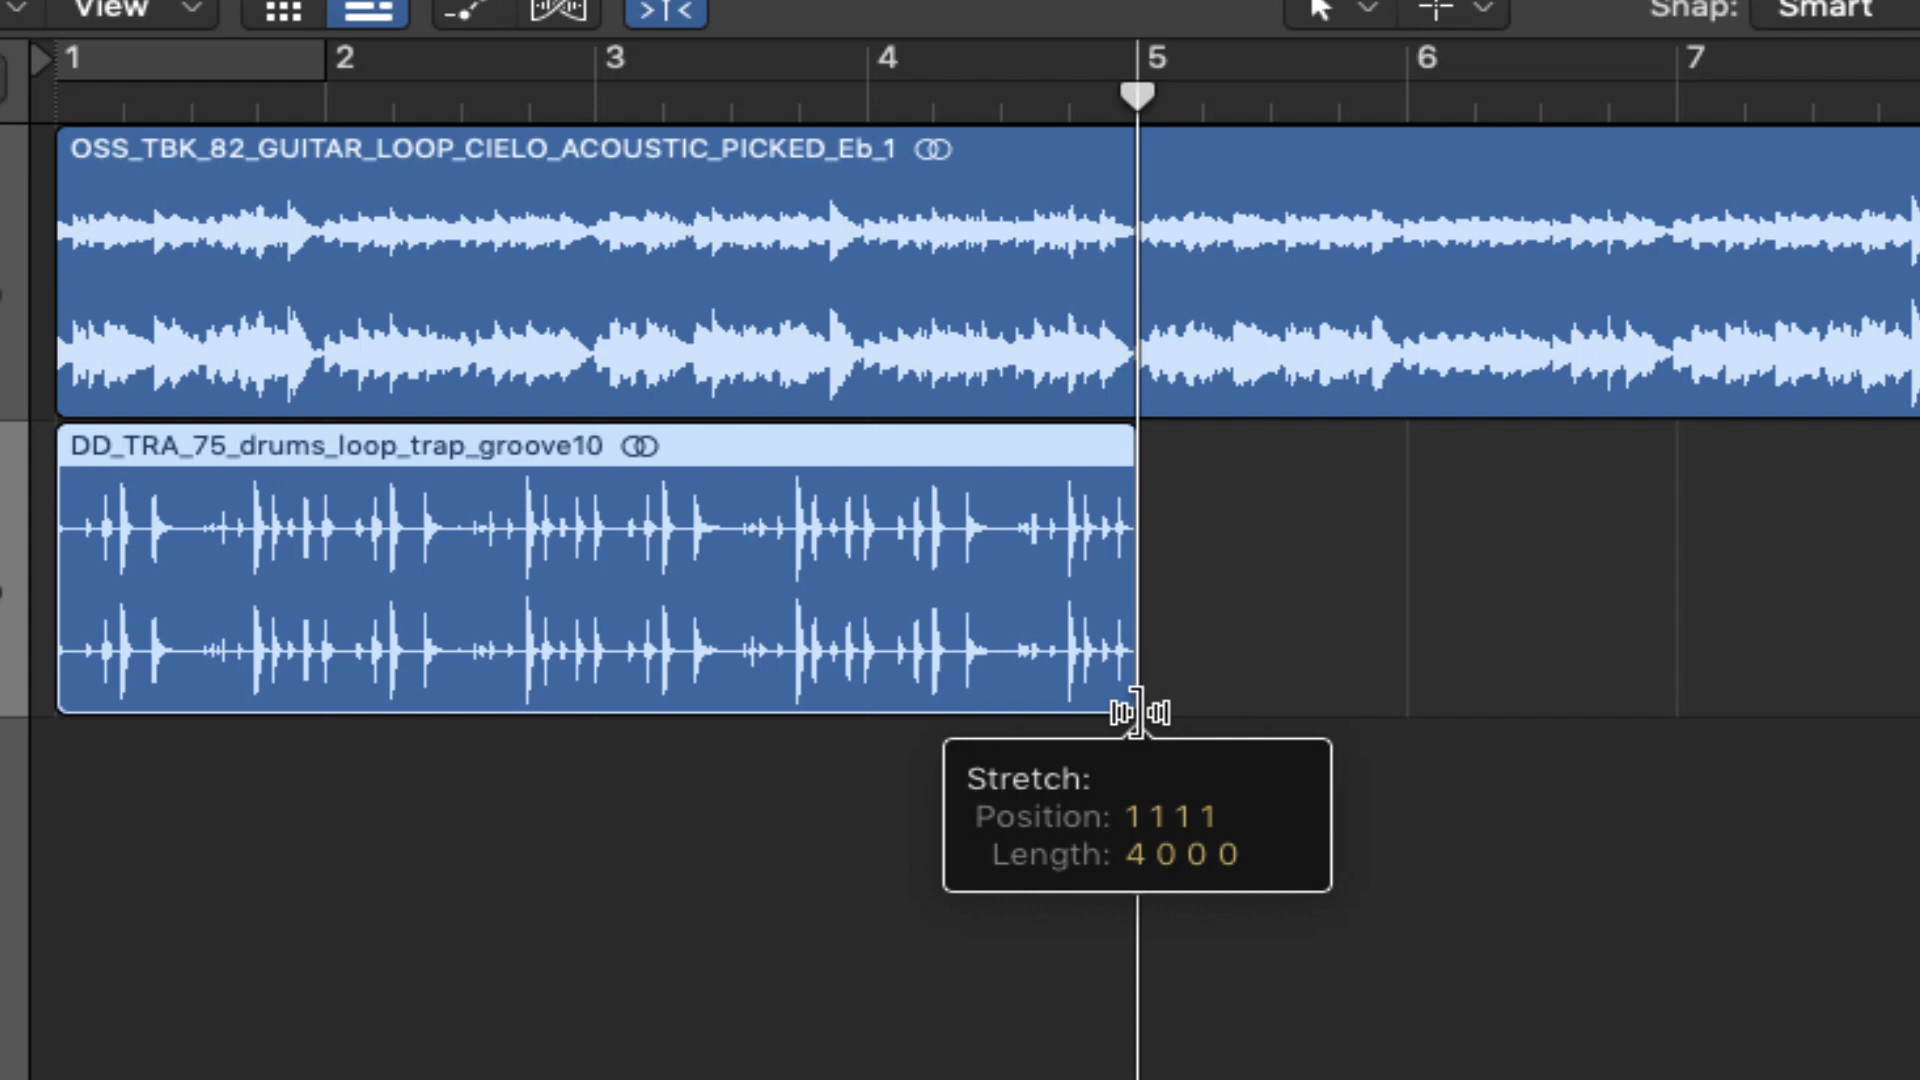 View
Snap: Smart
1 2 3 4 5 6 7
OSS_TBK_82_GUITAR_LOOP_CIELO_ACOUSTIC_PICKED_Eb_1
DD_TRA_75_drums_loop_trap_groove10
Stretch:
Position: 1 1 1 1
Length: 4 0 0 0